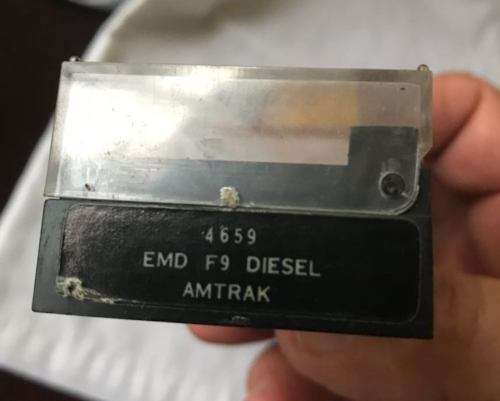 4659
EMD F9 DIESEL
AMTRAK